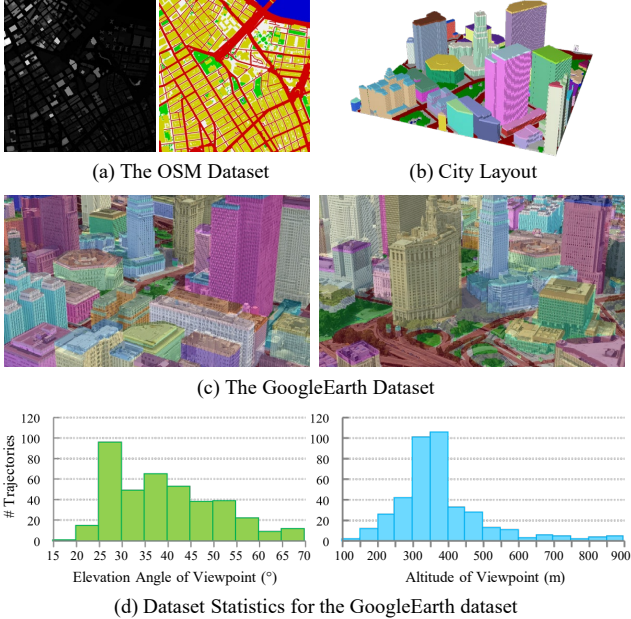 (a) The OSM Dataset
(b) City Layout
(c) The GoogleEarth Dataset
# Trajectories
120
100
80
60
40
20
0
15 20 25 30 35 40 45 50 55 60 65 70
Elevation Angle of Viewpoint (°)
120
100
80
60
40
20
0
100 200 300 400 500 600 700 800 900
Altitude of Viewpoint (m)
(d) Dataset Statistics for the GoogleEarth dataset